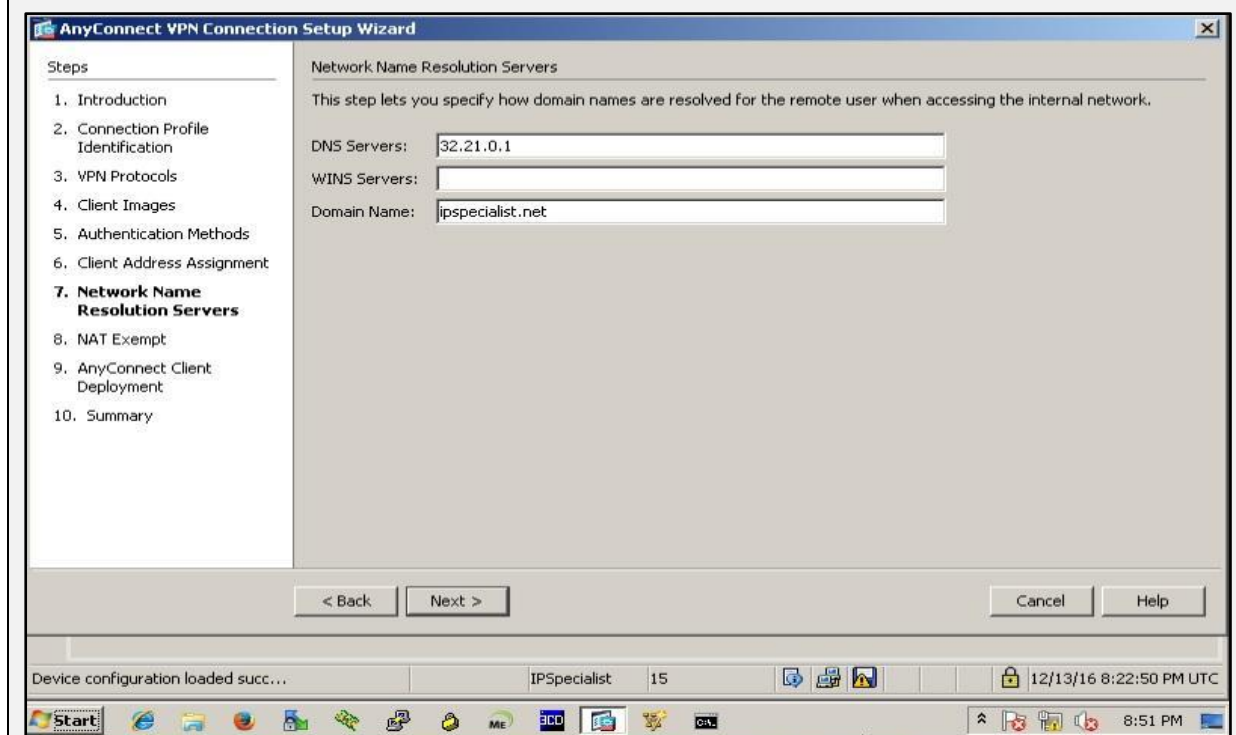 AnyConnect VPN Connection Setup Wizard
Steps
1. Introduction
2. Connection Profile
Identification
3. VPN Protocols
4. Client Images
5. Authentication Methods
6. Client Address Assignment
7. Network Name
Resolution Servers
8. NAT Exempt
9. AnyConnect Client
Deployment
10. Summary
Network Name Resolution Servers
This step lets you specify how domain names are resolved for the remote user when accessing the internal network.
DNS Servers: 32.21.0.1
WINS Servers:
Domain Name: ipspecialist.net
< Back Next > Cancel Help
Device configuration loaded succ... IPSpecialist 15 12/13/16 8:22:50 PM UTC
Start ME 3CD C:\. 8:51 PM